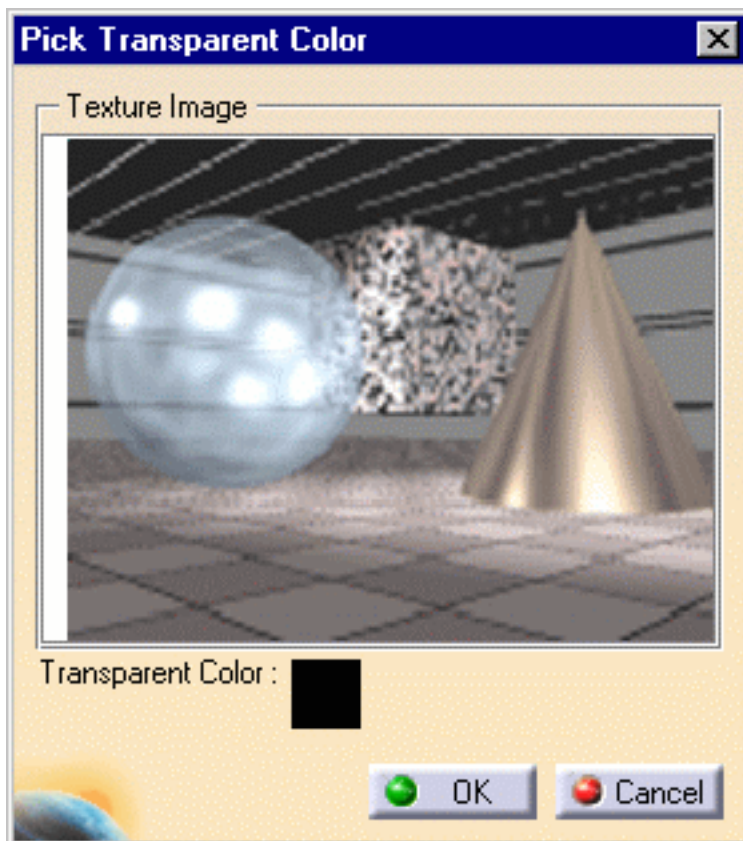 Pick Transparent Color
Texture Image
Transparent Color :
OK
Cancel